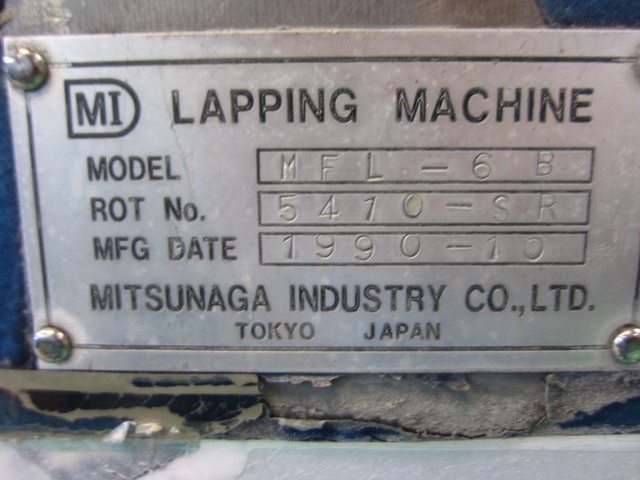 MI LAPPING MACHINE
MODEL MFL-6B
ROT No. 5410-SR
MFG DATE 1990-10
MITSUNAGA INDUSTRY CO.,LTD.
TOKYO JAPAN